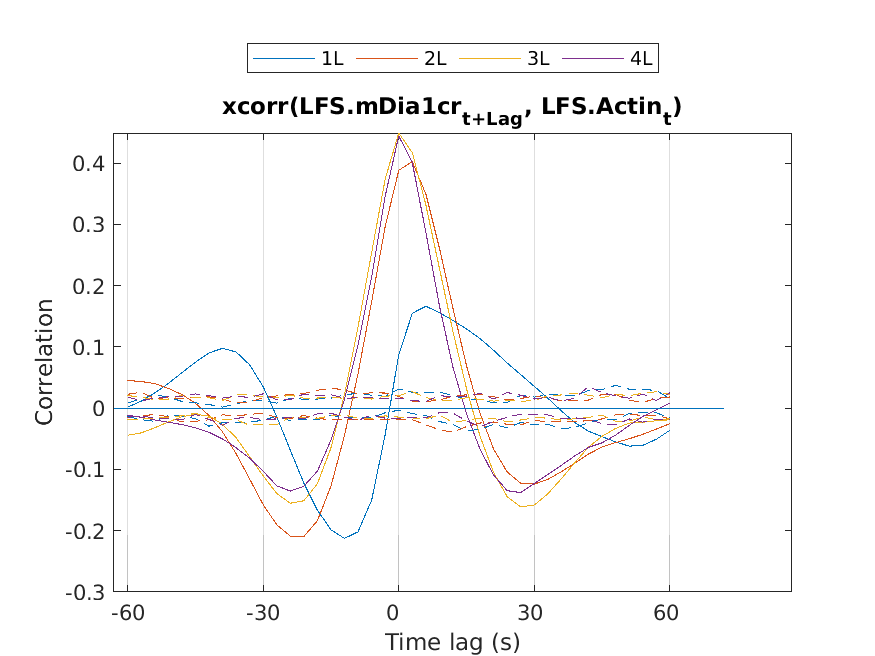 1L 2L 3L 4L
xcorr(LFS.mDia1cr_{t+Lag}, LFS.Actin_{t})
0.4
0.3
0.2
0.1
0
-0.1
-0.2
-0.3
Correlation
-60 -30 0 30 60
Time lag (s)